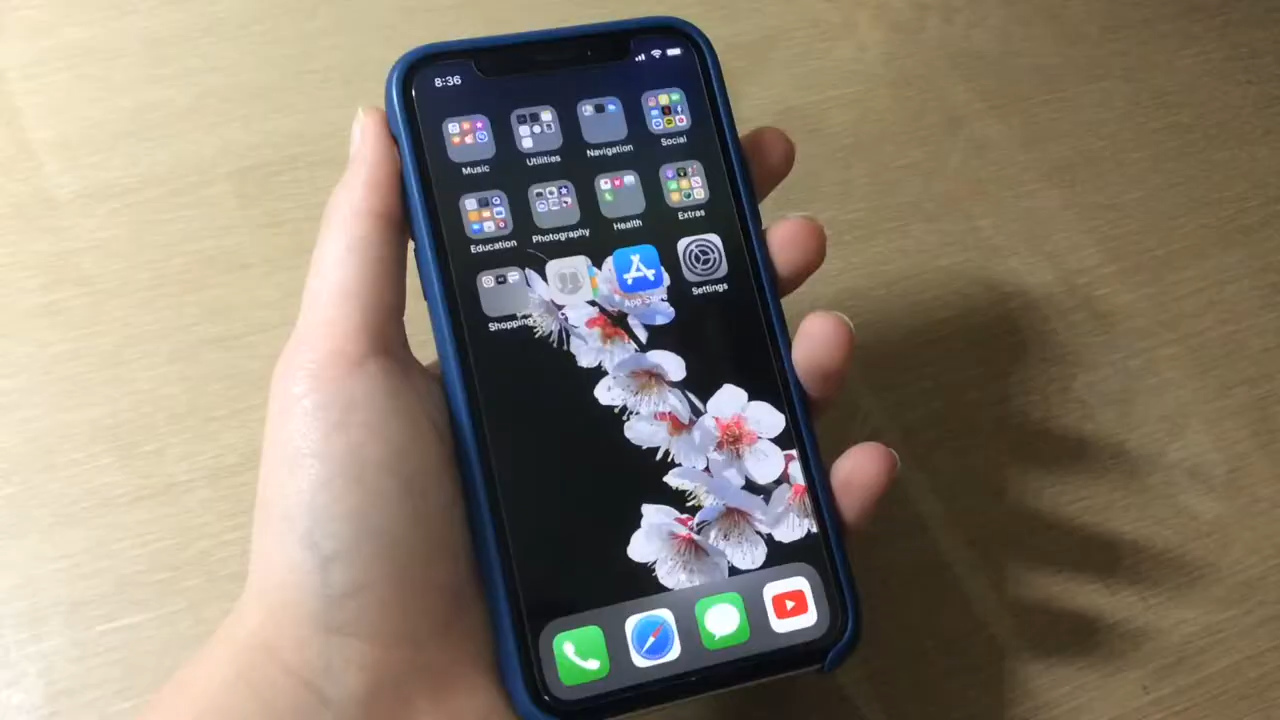 8:36
Music
Utilities
Navigation
Social
Education
Photography
Health
Extras
Shopping
App Store
Settings